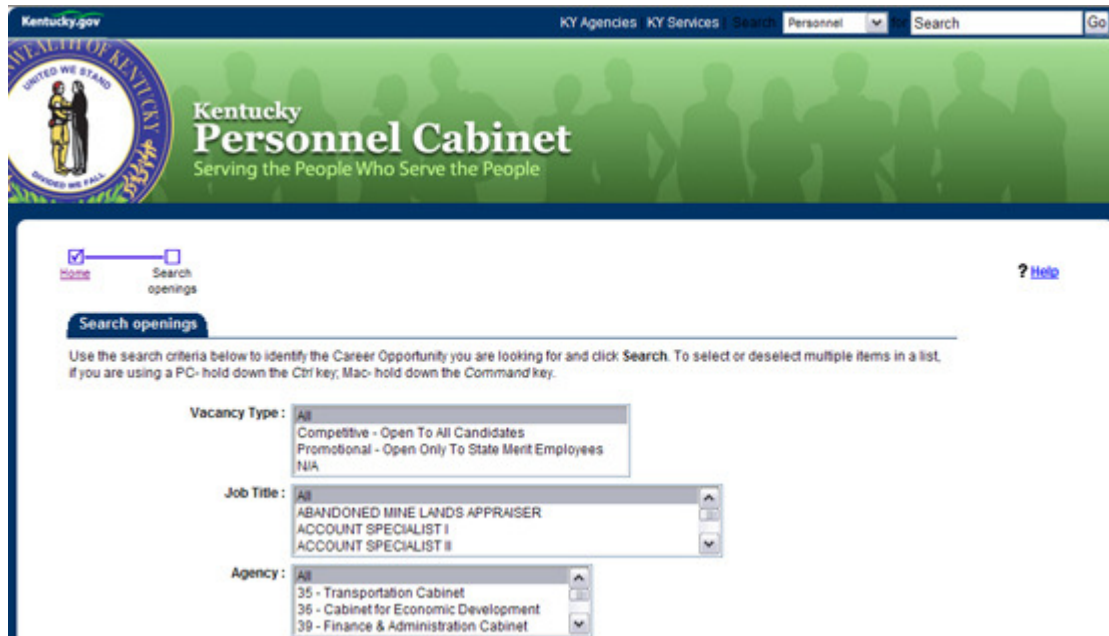 Kentucky.gov
KY Agencies KY Services | Search Personnel for Search Go
WEALTH OF KENTUCKY
UNITED WE STAND
DIVIDED WE FALL
Kentucky
Personnel Cabinet
Serving the People Who Serve the People
Home
Search
openings
? Help
Search openings
Use the search criteria below to identify the Career Opportunity you are looking for and click Search. To select or deselect multiple items in a list,
if you are using a PC- hold down the Ctrl key; Mac- hold down the Command key.
Vacancy Type : All
Competitive - Open To All Candidates
Promotional - Open Only To State Merit Employees
N/A
Job Title : All
ABANDONED MINE LANDS APPRAISER
ACCOUNT SPECIALIST I
ACCOUNT SPECIALIST II
Agency : All
35 - Transportation Cabinet
36 - Cabinet for Economic Development
39 - Finance & Administration Cabinet